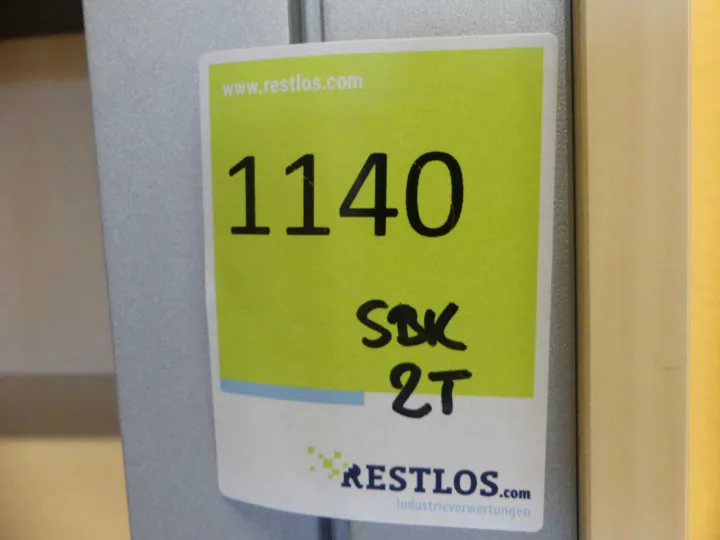 www.restlos.com
1140
SBK
2T
RESTLOS.com
Industrieverwertungen